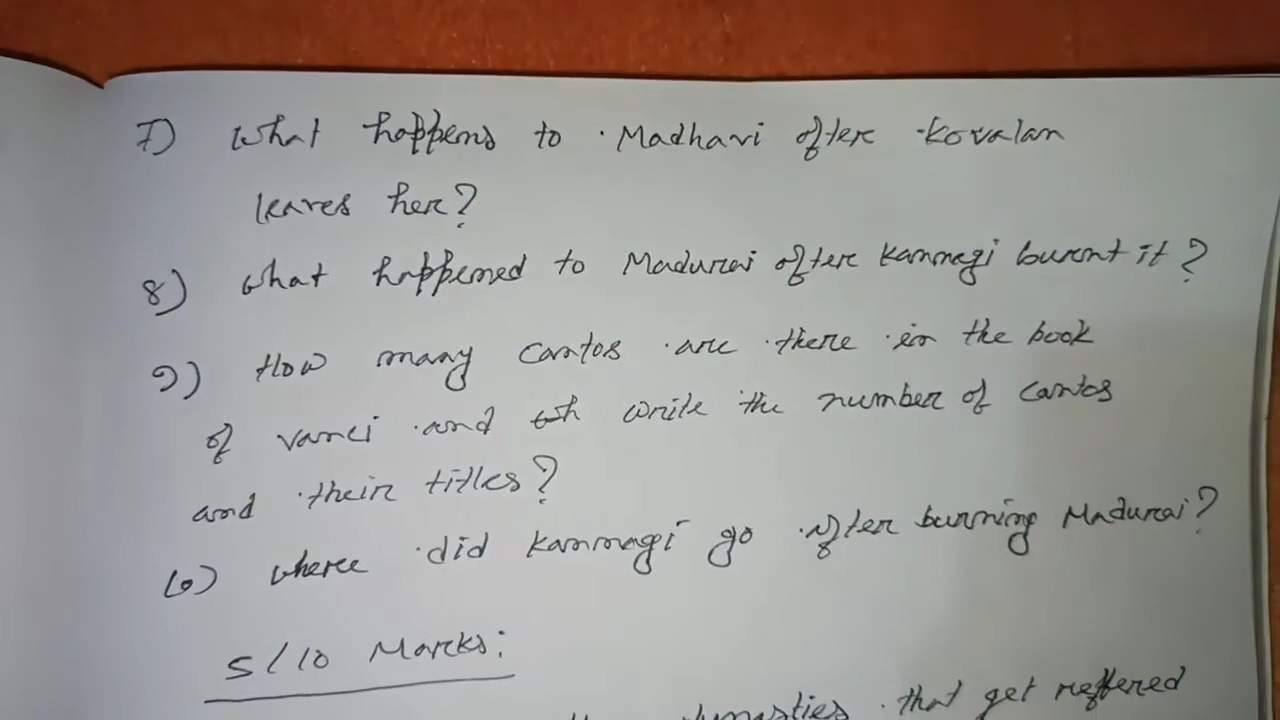 7) What happens to Madhavi after Kovalan
leaves her?
8) What happened to Madurai after Kannagi burnt it?
9) How many cantos are there in the book
of vanci and write the number of cantos
and their titles?
10) where did Kannagi go after burning Madurai?
5/10 Marks:
dynasties that get reffered